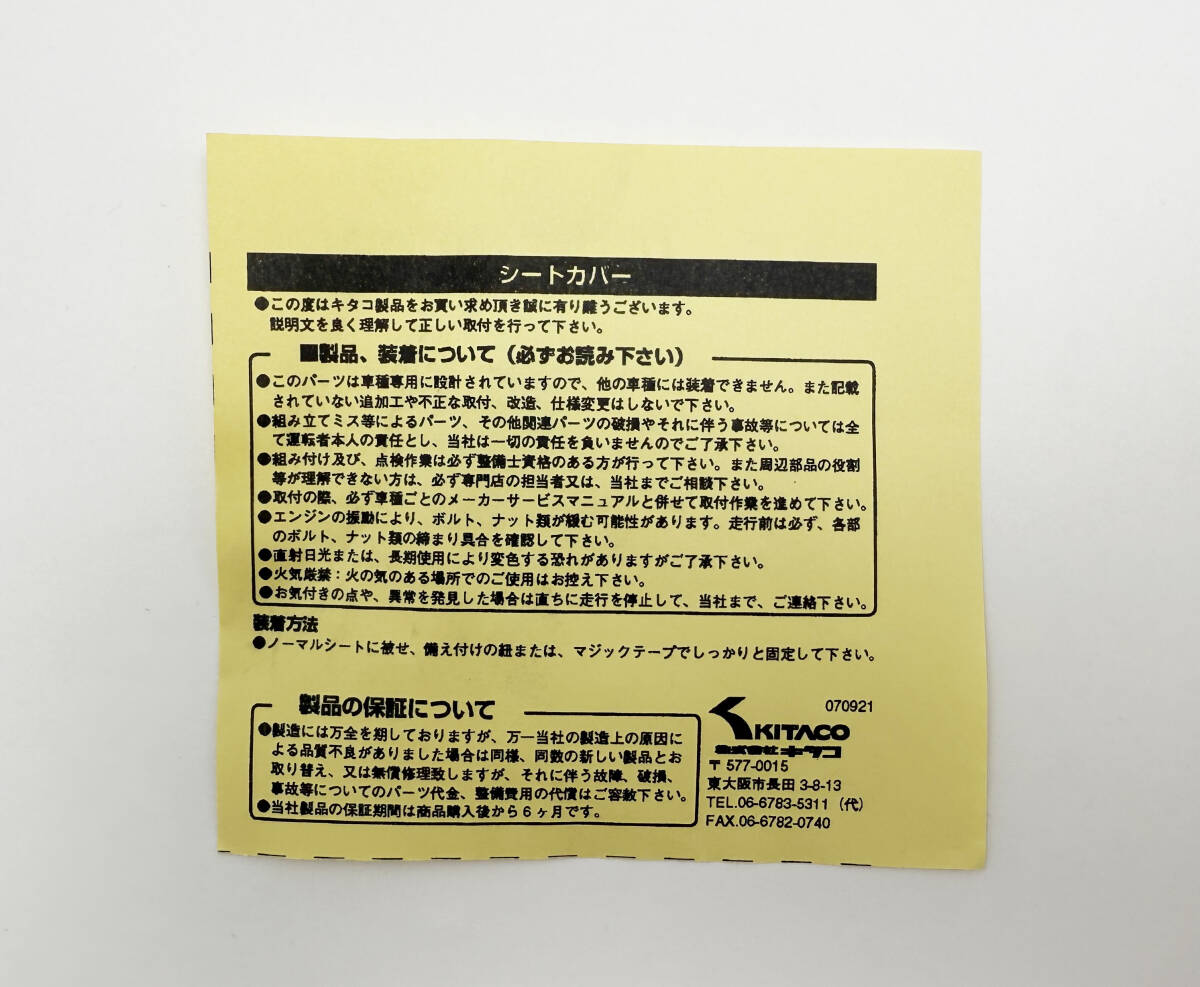 シートカバー
●この度はキタコ製品をお買い求め頂き誠に有り難うございます。
説明文を良く理解して正しい取付を行って下さい。
■製品、装着について（必ずお読み下さい）
●このパーツは車種専用に設計されていますので、他の車種には装着できません。また記載
されていない追加工や不正な取付、改造、仕様変更はしないで下さい。
●組み立てミス等によるパーツ、その他関連パーツの破損やそれに伴う事故等については全
て運転者本人の責任とし、当社は一切の責任を負いませんのでご了承下さい。
●組み付け及び、点検作業は必ず整備士資格のある方が行って下さい。また周辺部品の役割
等が理解できない方は、必ず専門店の担当者又は、当社までご相談下さい。
●取付の際、必ず車種ごとのメーカーサービスマニュアルと併せて取付作業を進めて下さい。
●エンジンの振動により、ボルト、ナット類が緩む可能性があります。走行前は必ず、各部
のボルト、ナット類の締まり具合を確認して下さい。
●直射日光または、長期使用により変色する恐れがありますがご了承下さい。
●火気厳禁：火の気のある場所でのご使用はお控え下さい。
●お気付きの点や、異常を発見した場合は直ちに走行を停止して、当社まで、ご連絡下さい。
装着方法
●ノーマルシートに被せ、備え付けの紐または、マジックテープでしっかりと固定して下さい。
製品の保証について
●製造には万全を期しておりますが、万一当社の製造上の原因に
よる品質不良がありました場合は同様、同数の新しい製品とお
取り替え、又は無償修理致しますが、それに伴う故障、破損、
事故等についてのパーツ代金、整備費用の代償はご容赦下さい。
●当社製品の保証期間は商品購入後から６ヶ月です。
070921
KITACO
株式会社キタコ
〒577-0015
東大阪市長田3-8-13
TEL.06-6783-5311（代）
FAX.06-6782-0740